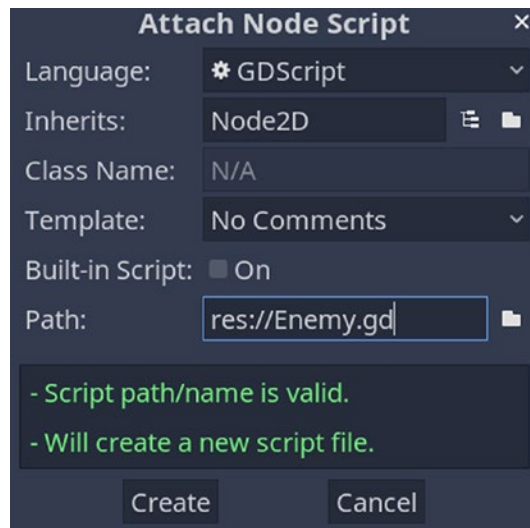 Attach Node Script
Language: GDScript
Inherits: Node2D
Class Name: N/A
Template: No Comments
Built-in Script: On
Path: res://Enemy.gd
- Script path/name is valid.
- Will create a new script file.
Create Cancel